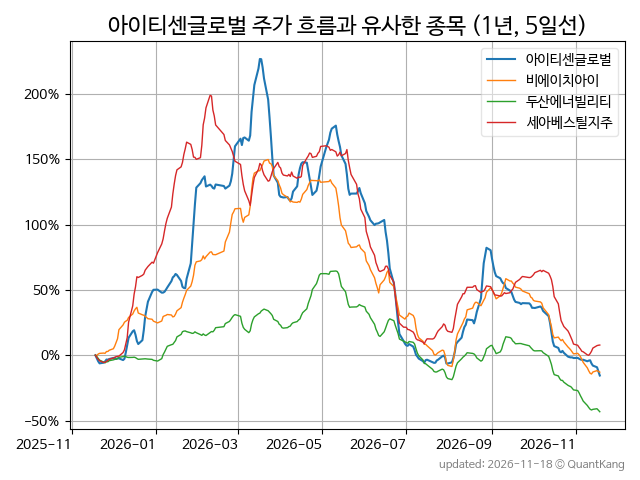 아이티센글로벌 주가 흐름과 유사한 종목 (1년, 5일선)
아이티센글로벌
비에이치아이
두산에너빌리티
세아베스틸지주
200%
150%
100%
50%
0%
−50%
2025−11 2026−01 2026−03 2026−05 2026−07 2026−09 2026−11
updated: 2026-11-18 © QuantKang